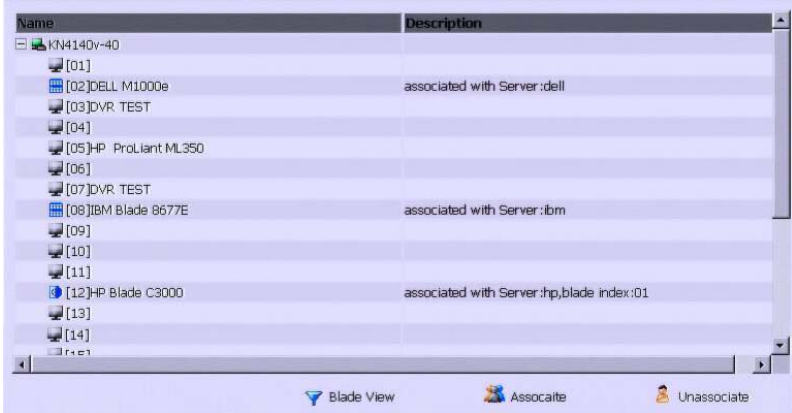 Name Description
KN4140v-40
[01]
[02]DELL M1000e associated with Server:dell
[03]DVR TEST
[04]
[05]HP ProLiant ML350
[06]
[07]DVR TEST
[08]IBM Blade 8677E associated with Server:ibm
[09]
[10]
[11]
[12]HP Blade C3000 associated with Server:hp,blade index:01
[13]
[14]
[15]
Blade View Assocaite Unassociate